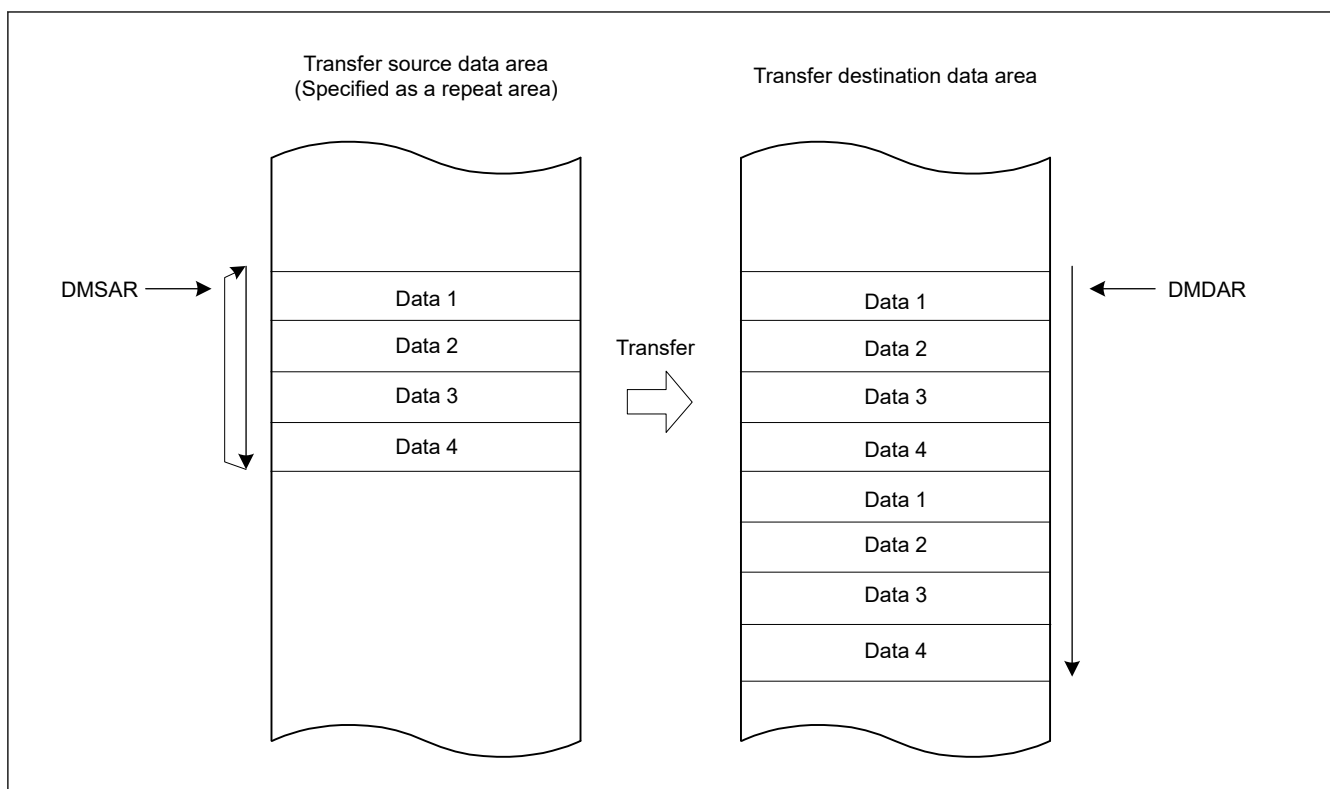 Transfer source data area
(Specified as a repeat area)
Transfer destination data area
DMSAR
Data 1
Data 2
Data 3
Data 4
Transfer
Data 1
Data 2
Data 3
Data 4
Data 1
Data 2
Data 3
Data 4
DMDAR